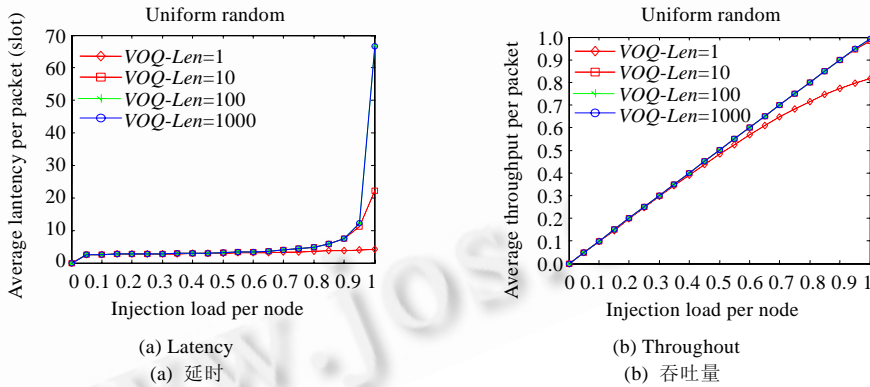 Uniform random
70
60
50
40
30
20
10
0
Average lantency per packet (slot)
VOQ-Len=1
VOQ-Len=10
VOQ-Len=100
VOQ-Len=1000
0 0.1 0.2 0.3 0.4 0.5 0.6 0.7 0.8 0.9 1
Injection load per node
(a) Latency
(a) 延时
Uniform random
1.0
0.9
0.8
0.7
0.6
0.5
0.4
0.3
0.2
0.1
0.0
Average throughput per packet
VOQ-Len=1
VOQ-Len=10
VOQ-Len=100
VOQ-Len=1000
0 0.1 0.2 0.3 0.4 0.5 0.6 0.7 0.8 0.9 1
Injection load per node
(b) Throughout
(b) 吞吐量